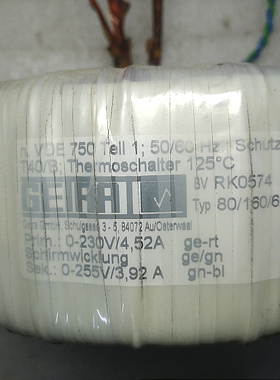 n. VDE 750 Teil 1; 50/60 Hz; Schutz
T40/B; Thermoschalter 125°C
BV RK0574
GmbH, Schulgasse 3 - 5, 84072 Au/Osterwaal
Typ 80/160/6
Prim.: 0-230V/4,52A ge-rt
Schirmwicklung ge/gn
Sek.: 0-255V/3,92 A gn-bl